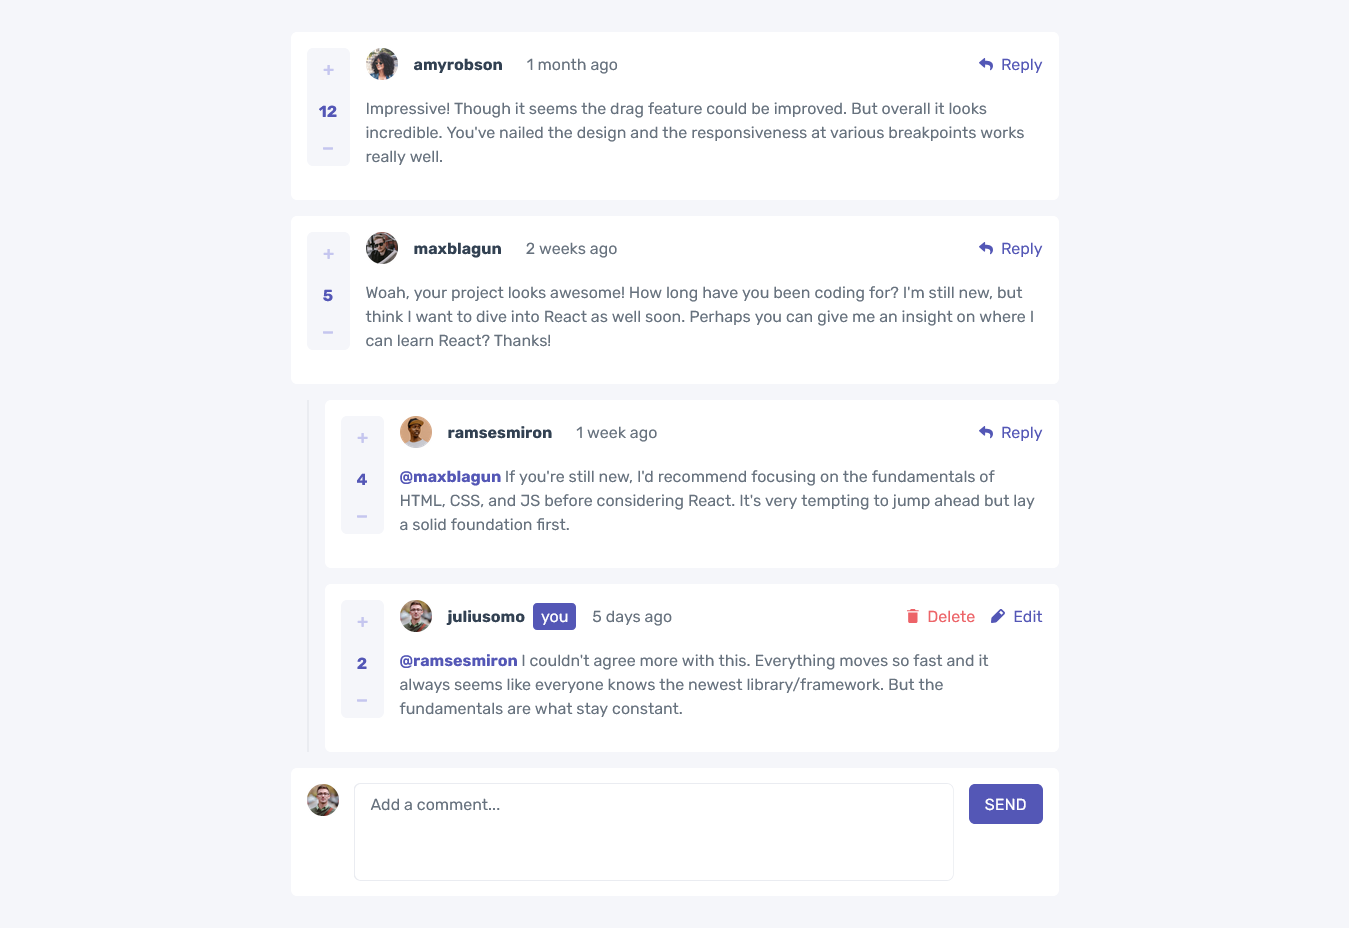 +
amyrobson 1 month ago Reply
12
Impressive! Though it seems the drag feature could be improved. But overall it looks
incredible. You've nailed the design and the responsiveness at various breakpoints works
really well.
–
+
maxblagun 2 weeks ago Reply
5
Woah, your project looks awesome! How long have you been coding for? I'm still new, but
think I want to dive into React as well soon. Perhaps you can give me an insight on where I
can learn React? Thanks!
–
+
ramsesmiron 1 week ago Reply
4
@maxblagun If you're still new, I'd recommend focusing on the fundamentals of
HTML, CSS, and JS before considering React. It's very tempting to jump ahead but lay
a solid foundation first.
–
+
juliusomo you 5 days ago Delete Edit
2
@ramsesmiron I couldn't agree more with this. Everything moves so fast and it
always seems like everyone knows the newest library/framework. But the
fundamentals are what stay constant.
–
Add a comment... SEND